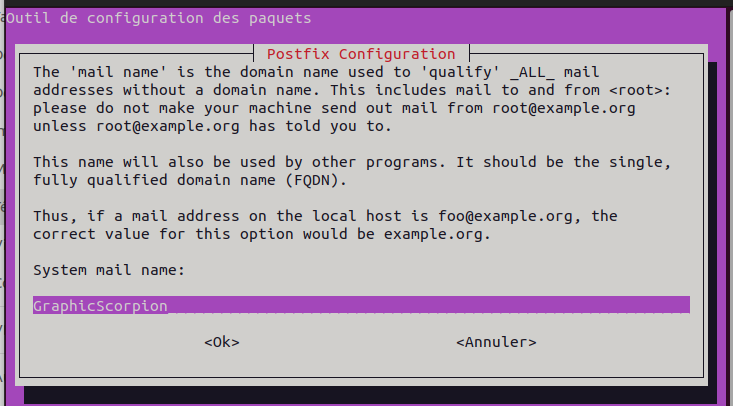 Outil de configuration des paquets
Postfix Configuration
The 'mail name' is the domain name used to 'qualify' _ALL_ mail
addresses without a domain name. This includes mail to and from <root>:
please do not make your machine send out mail from root@example.org
unless root@example.org has told you to.
This name will also be used by other programs. It should be the single,
fully qualified domain name (FQDN).
Thus, if a mail address on the local host is foo@example.org, the
correct value for this option would be example.org.
System mail name:
GraphicScorpion
<Ok> <Annuler>